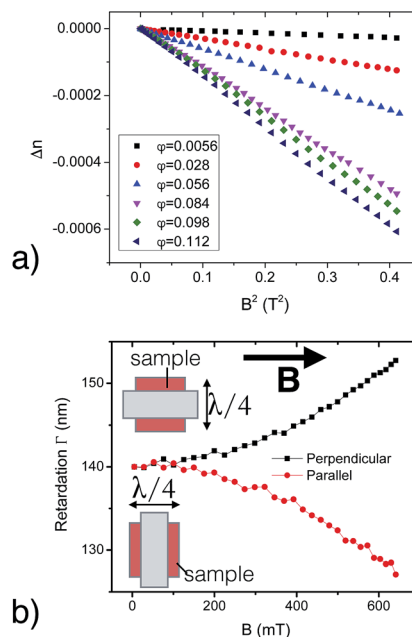 0.0000
-0.0002
-0.0004
-0.0006
Δn
φ=0.0056
φ=0.028
φ=0.056
φ=0.084
φ=0.098
φ=0.112
0.0 0.1 0.2 0.3 0.4
B² (T²)
a)
sample
B
λ/4
Perpendicular
Parallel
λ/4
sample
150
140
130
Retardation Γ (nm)
0 200 400 600
B (mT)
b)